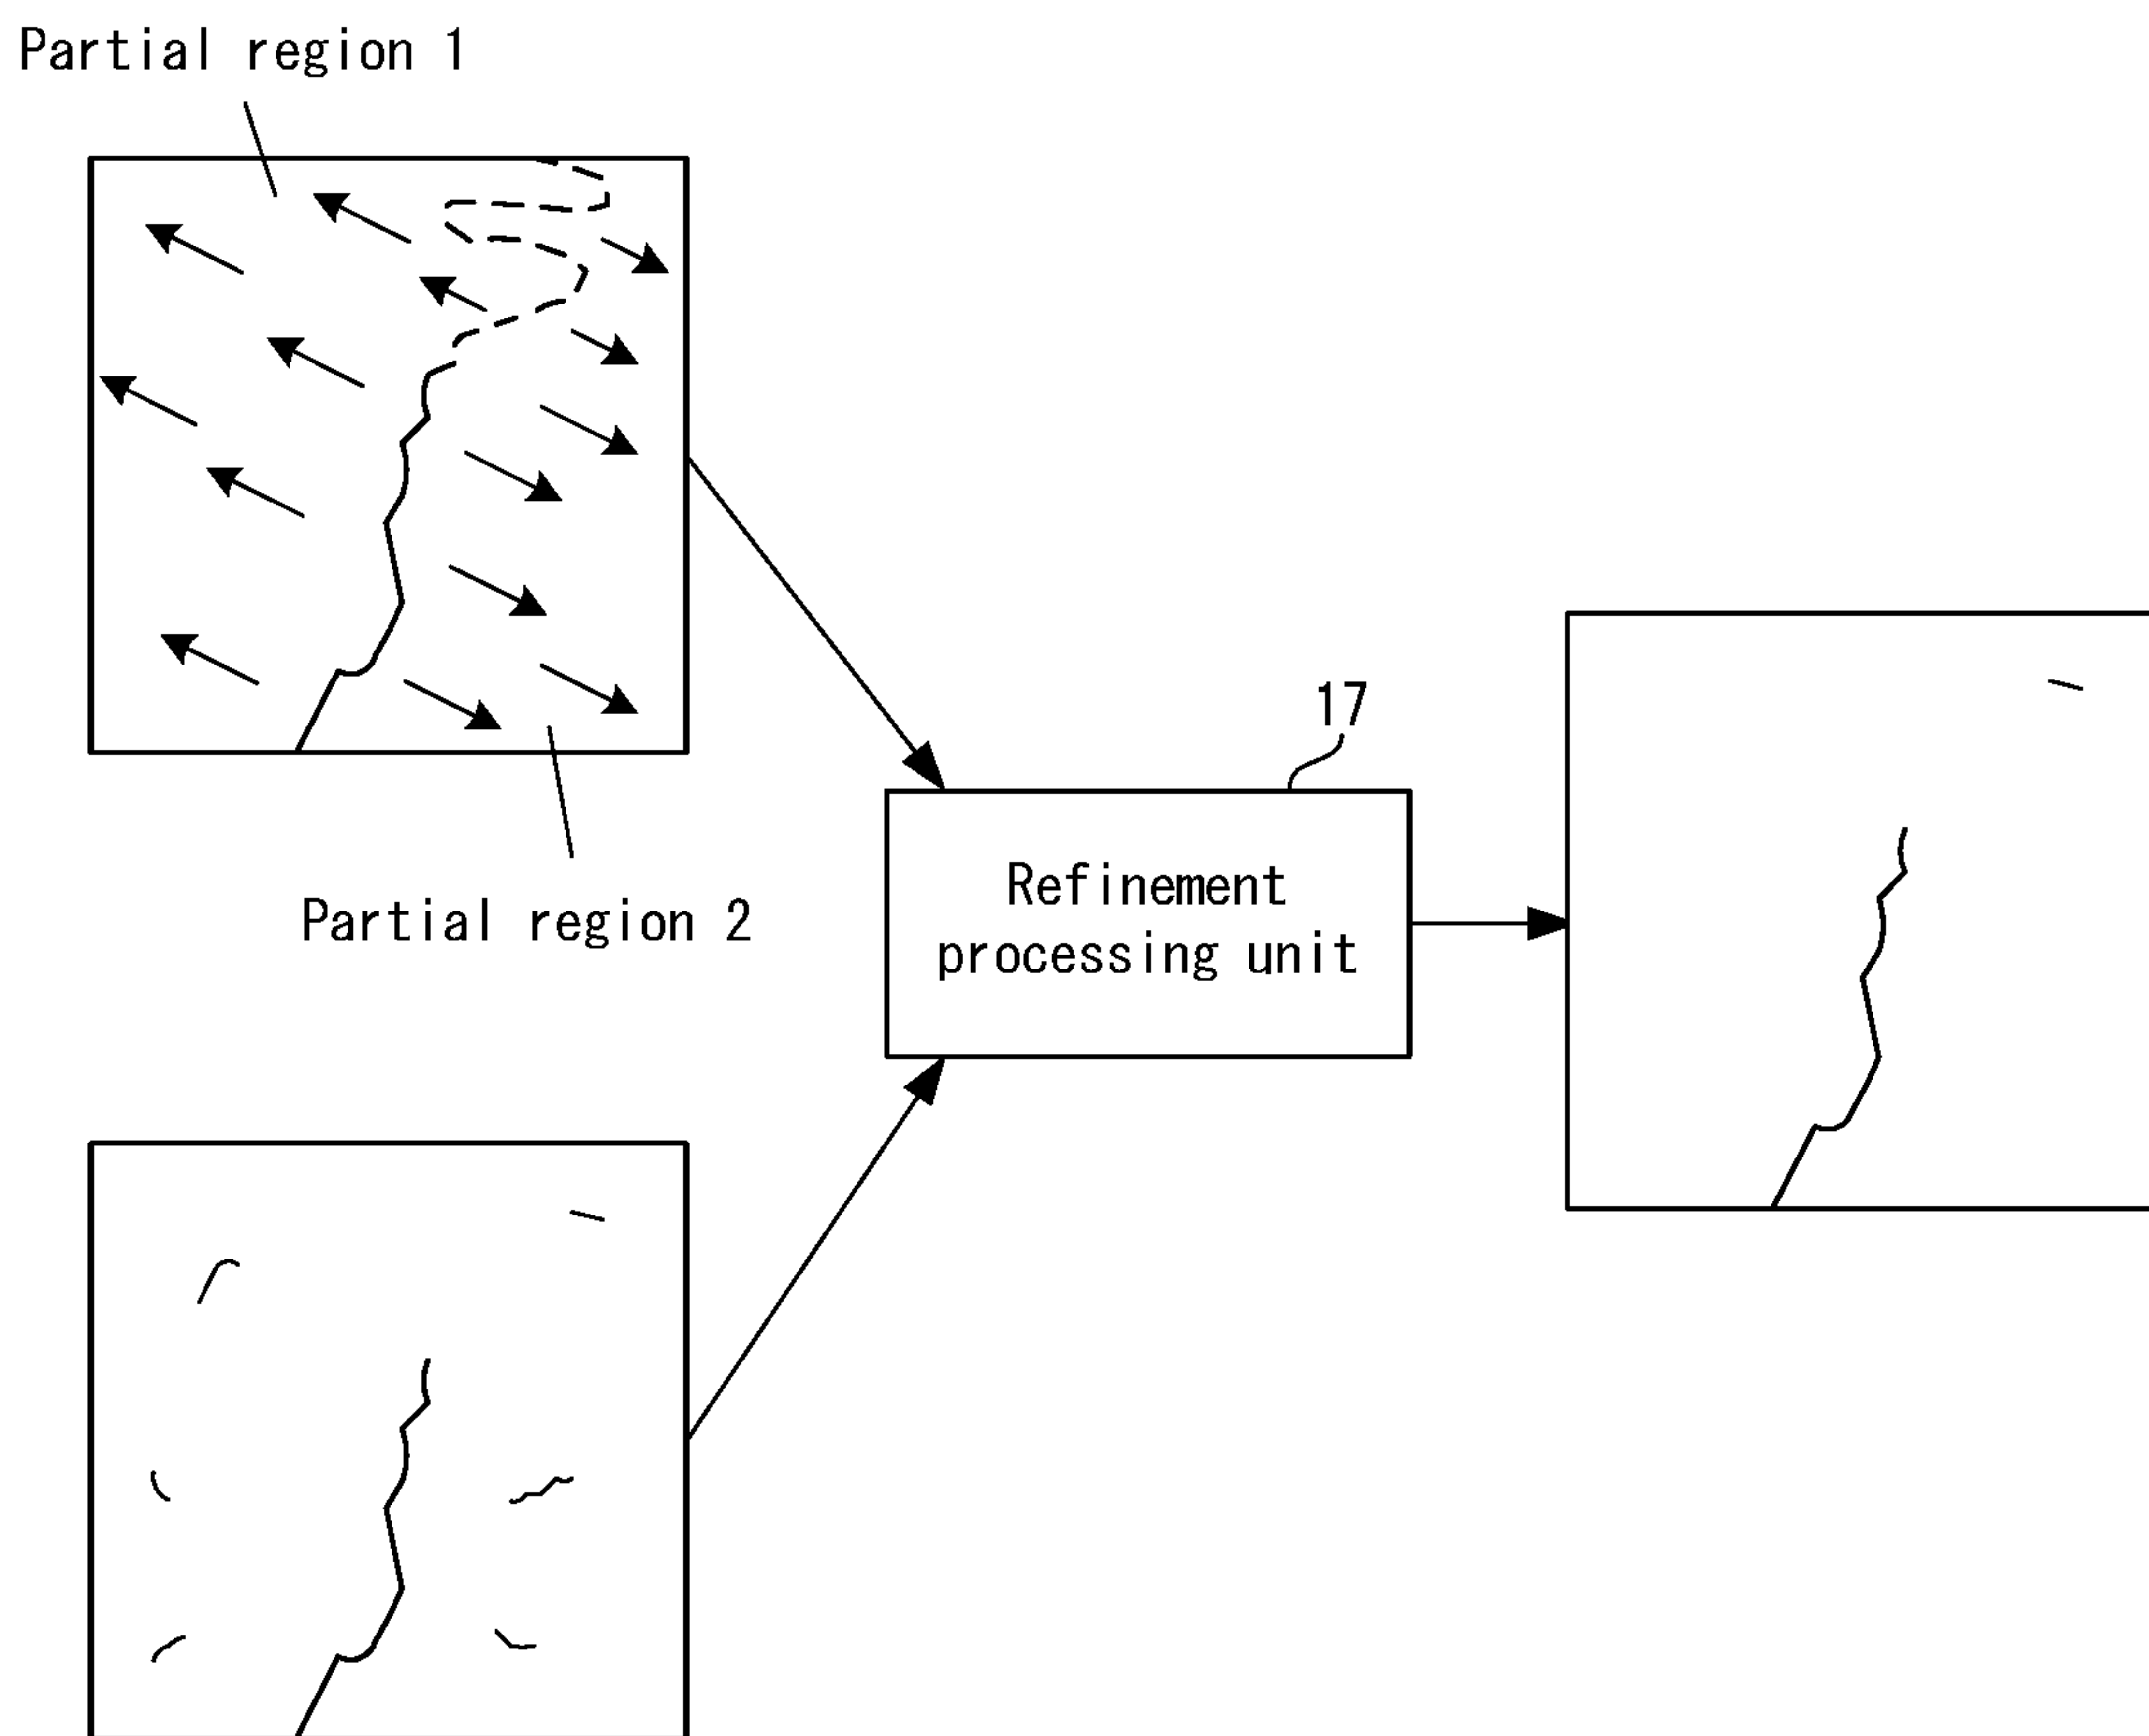 Partial region 1
Partial region 2
17
Refinement
processing unit